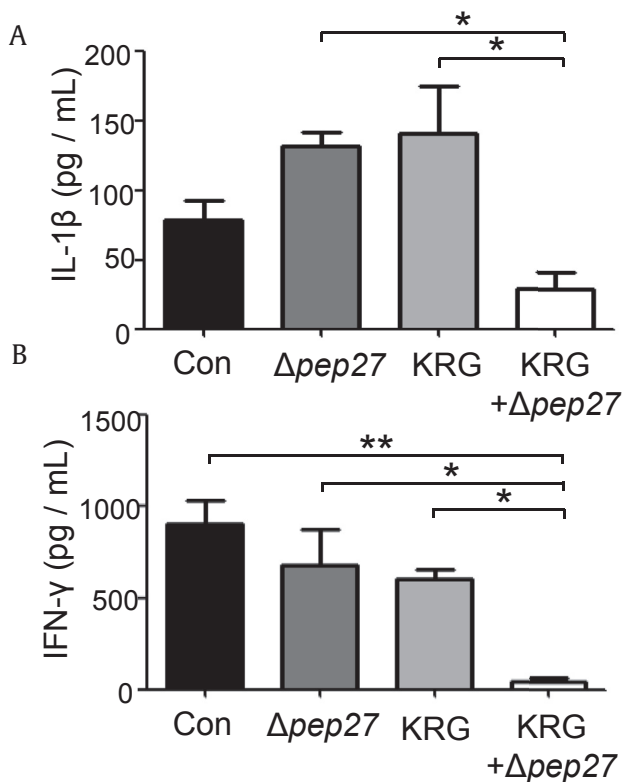 A
*
*
IL-1β (pg / mL)
200
150
100
50
0
Con Δpep27 KRG KRG
+Δpep27
B
**
*
*
IFN-γ (pg / mL)
1500
1000
500
0
Con Δpep27 KRG KRG
+Δpep27